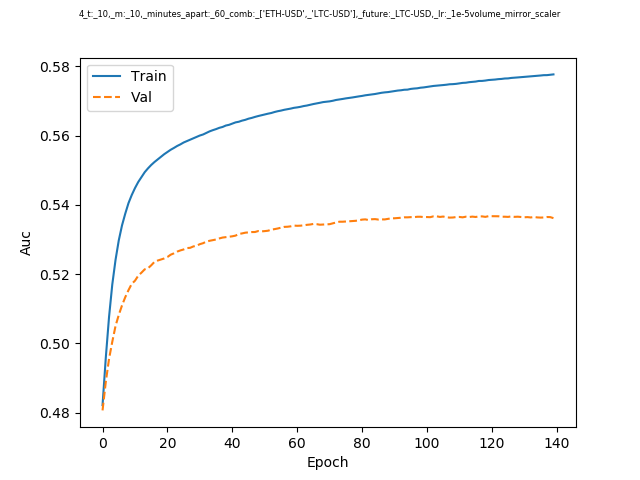 4_t:_10,_m:_10,_minutes_apart:_60_comb:_['ETH-USD',_'LTC-USD'],_future:_LTC-USD,_lr:_1e-5volume_mirror_scaler
Train
Val
0.58
0.56
0.54
0.52
0.50
0.48
Auc
0 20 40 60 80 100 120 140
Epoch